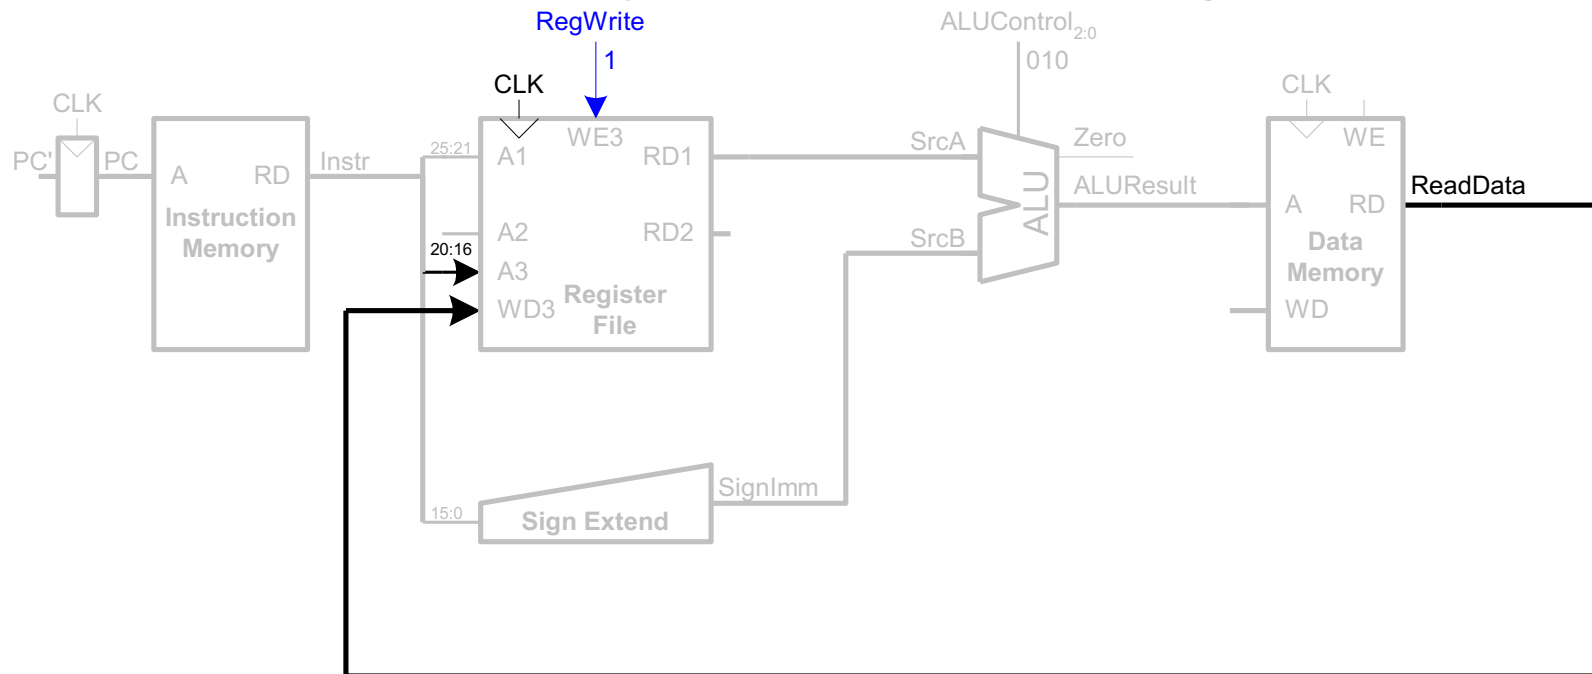 RegWrite
1
ALUControl2:0
010
CLK
CLK
CLK
PC'
PC
A
RD
Instruction
Memory
Instr
25:21
A1
WE3
RD1
A2
RD2
20:16
A3
WD3
Register
File
SrcA
SrcB
ALU
Zero
ALUResult
WE
A
RD
Data
Memory
WD
ReadData
15:0
Sign Extend
SignImm